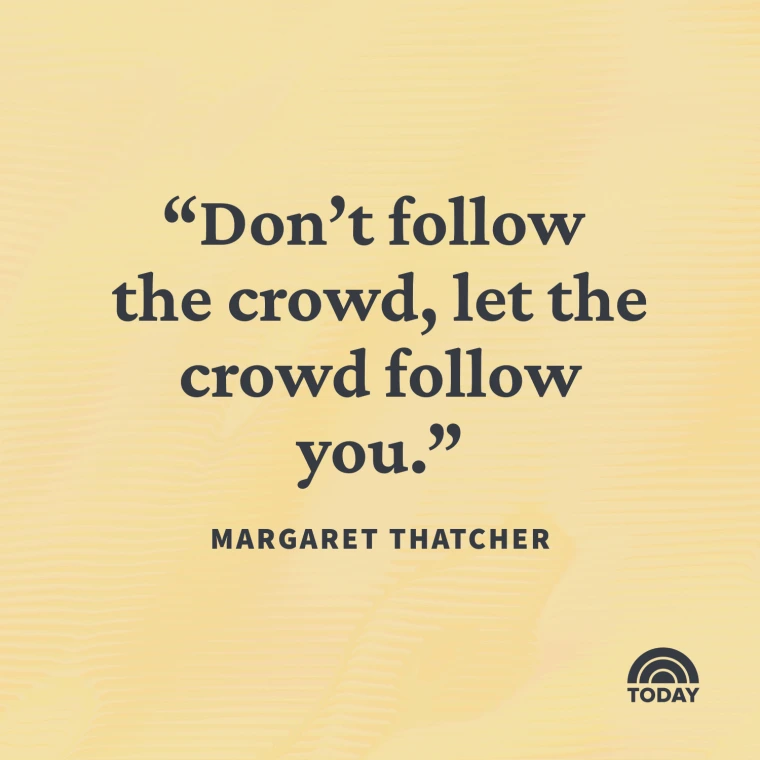 “Don’t follow
the crowd, let the
crowd follow
you.”
MARGARET THATCHER
TODAY